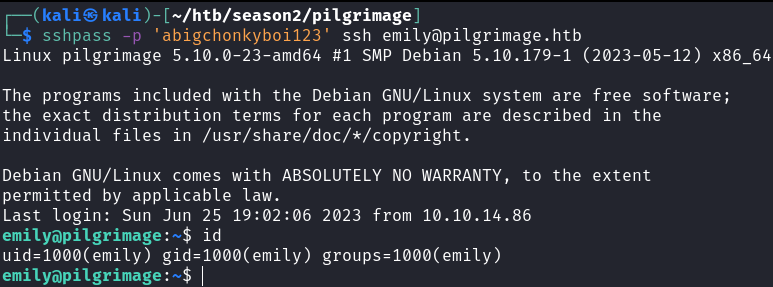 ┌──(kali㉿kali)-[~/htb/season2/pilgrimage]
└─$ sshpass -p 'abigchonkyboi123' ssh emily@pilgrimage.htb
Linux pilgrimage 5.10.0-23-amd64 #1 SMP Debian 5.10.179-1 (2023-05-12) x86_64
The programs included with the Debian GNU/Linux system are free software;
the exact distribution terms for each program are described in the
individual files in /usr/share/doc/*/copyright.
Debian GNU/Linux comes with ABSOLUTELY NO WARRANTY, to the extent
permitted by applicable law.
Last login: Sun Jun 25 19:02:06 2023 from 10.10.14.86
emily@pilgrimage:~$ id
uid=1000(emily) gid=1000(emily) groups=1000(emily)
emily@pilgrimage:~$